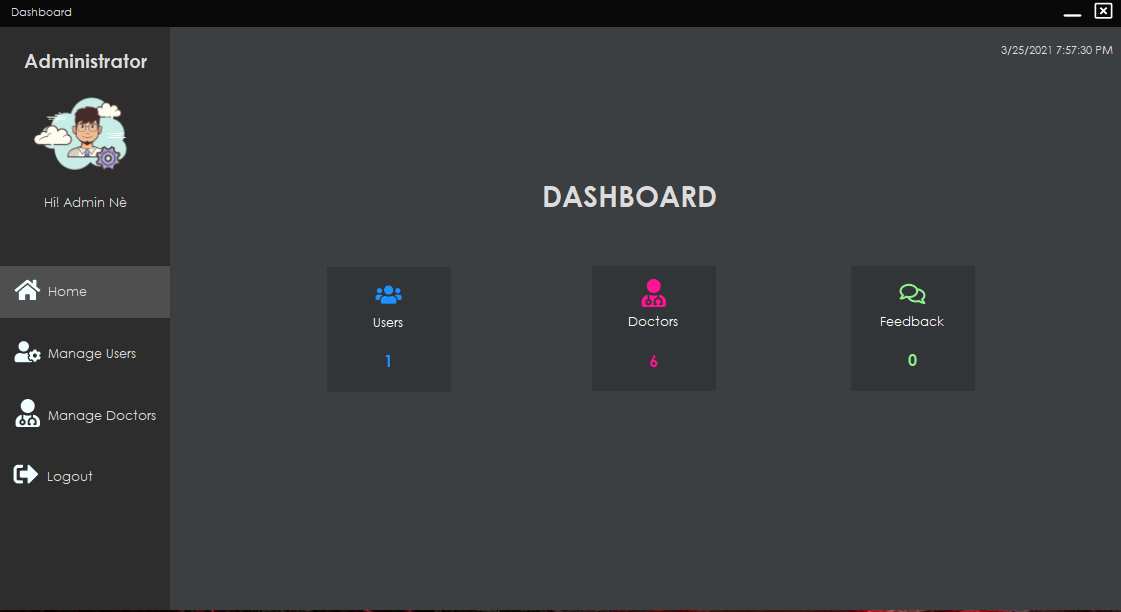 Dashboard
Administrator
Hi! Admin Nè
Home
Manage Users
Manage Doctors
Logout
3/25/2021 7:57:30 PM
DASHBOARD
Users
1
Doctors
6
Feedback
0